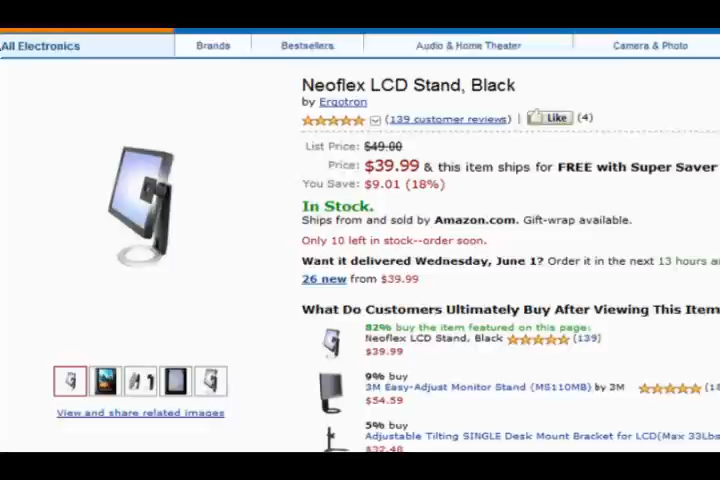 All Electronics
Brands
Bestsellers
Audio & Home Theater
Camera & Photo
Neoflex LCD Stand, Black
by Ergotron
(139 customer reviews) | Like (4)
List Price: $49.00
Price: $39.99 & this item ships for FREE with Super Saver
You Save: $9.01 (18%)
In Stock.
Ships from and sold by Amazon.com. Gift-wrap available.
Only 10 left in stock--order soon.
Want it delivered Wednesday, June 1? Order it in the next 13 hours
26 new from $39.99
What Do Customers Ultimately Buy After Viewing This Item
82% buy the item featured on this page:
Neoflex LCD Stand, Black (139)
$39.99
9% buy
3M Easy-Adjust Monitor Stand (MS110MB) by 3M
$54.59
5% buy
Adjustable Tilting SINGLE Desk Mount Bracket for LCD(Max 33Lbs
$32.48
View and share related images